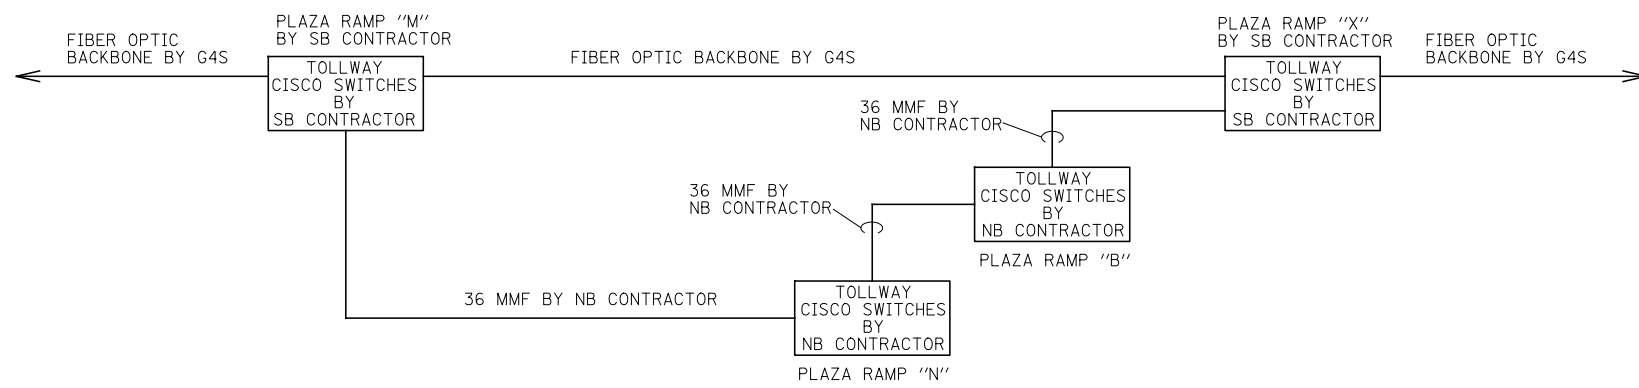 PLAZA RAMP "M"
BY SB CONTRACTOR
PLAZA RAMP "X"
BY SB CONTRACTOR
FIBER OPTIC
BACKBONE BY G4S
FIBER OPTIC BACKBONE BY G4S
FIBER OPTIC
BACKBONE BY G4S
TOLLWAY
CISCO SWITCHES
BY
SB CONTRACTOR
TOLLWAY
CISCO SWITCHES
BY
SB CONTRACTOR
36 MMF BY
NB CONTRACTOR
36 MMF BY
NB CONTRACTOR
TOLLWAY
CISCO SWITCHES
BY
NB CONTRACTOR
PLAZA RAMP "B"
36 MMF BY NB CONTRACTOR
TOLLWAY
CISCO SWITCHES
BY
NB CONTRACTOR
PLAZA RAMP "N"